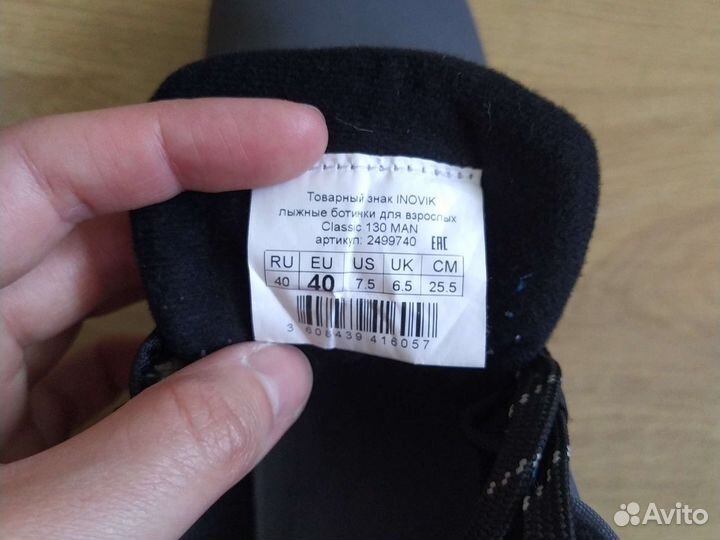 Товарный знак INOVIK
лыжные ботинки для взрослых
Classic 130 MAN
артикул: 2499740 EAC
RU EU US UK CM
40 40 7.5 6.5 25.5
3 608439 416057
Avito